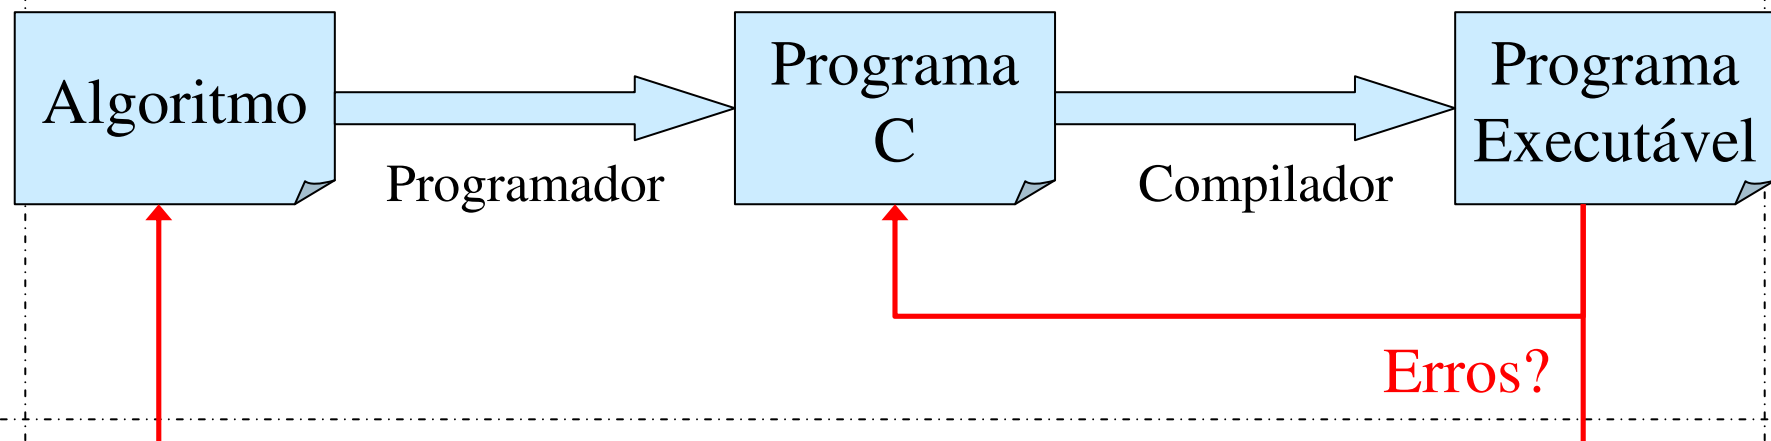 Algoritmo
Programador
Programa
C
Compilador
Programa
Executável
Erros?